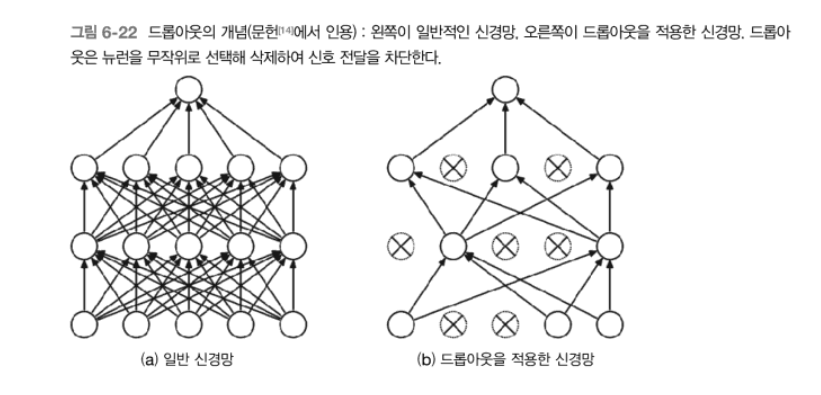 그림 6-22 드롭아웃의 개념(문헌[14]에서 인용) : 왼쪽이 일반적인 신경망, 오른쪽이 드롭아웃을 적용한 신경망. 드롭아
웃은 뉴런을 무작위로 선택해 삭제하여 신호 전달을 차단한다.
(a) 일반 신경망
(b) 드롭아웃을 적용한 신경망